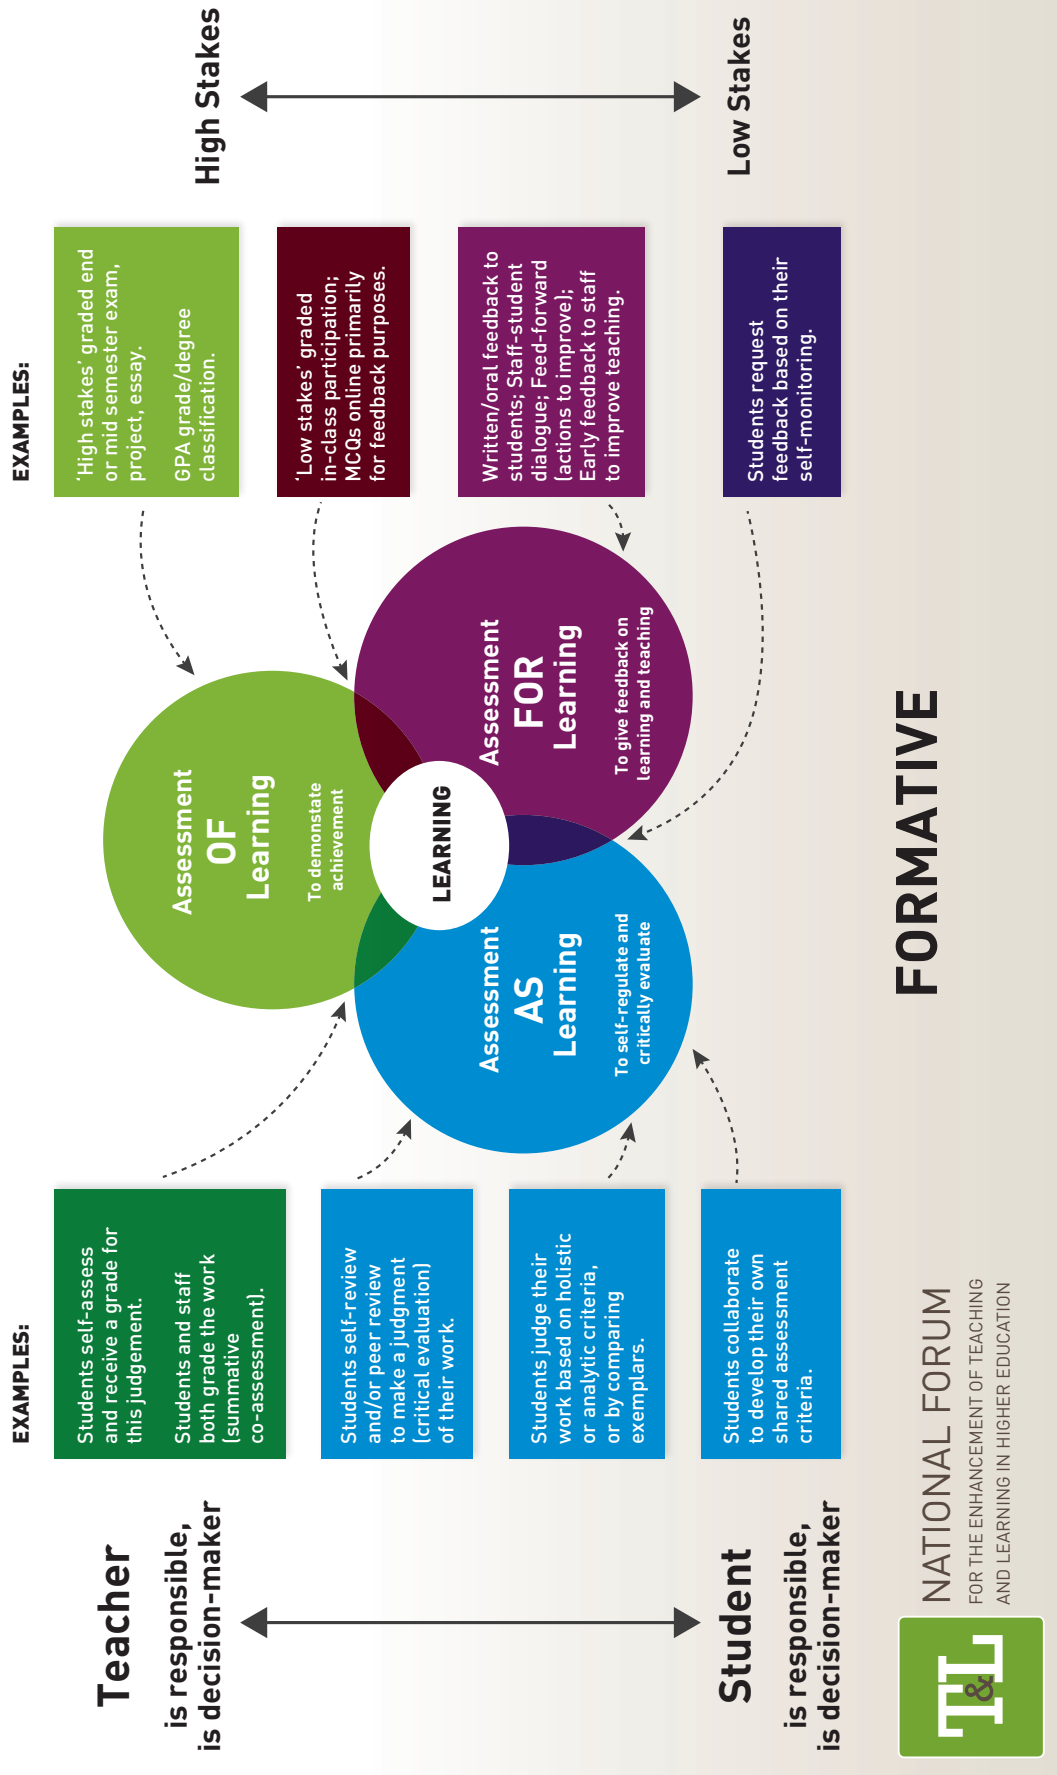 EXAMPLES:
EXAMPLES:
Teacher
is responsible,
is decision-maker
Students self-assess
and receive a grade for
this judgement.
Students and staff
both grade the work
(summative
co-assessment).
Students self-review
and/or peer review
to make a judgment
(critical evaluation)
of their work.
Students judge their
work based on holistic
or analytic criteria,
or by comparing
exemplars.
Students collaborate
to develop their own
shared assessment
criteria.
Student
is responsible,
is decision-maker
Assessment
OF
Learning
To demonstate
achievement
LEARNING
Assessment
AS
Learning
To self-regulate and
critically evaluate
Assessment
FOR
Learning
To give feedback on
learning and teaching
‘High stakes’ graded end
or mid semester exam,
project, essay.
GPA grade/degree
classification.
‘Low stakes’ graded
in-class participation;
MCQs online primarily
for feedback purposes.
Written/oral feedback to
students; Staff-student
dialogue; Feed-forward
(actions to improve);
Early feedback to staff
to improve teaching.
Students request
feedback based on their
self-monitoring.
High Stakes
Low Stakes
FORMATIVE
T&L
NATIONAL FORUM
FOR THE ENHANCEMENT OF TEACHING
AND LEARNING IN HIGHER EDUCATION